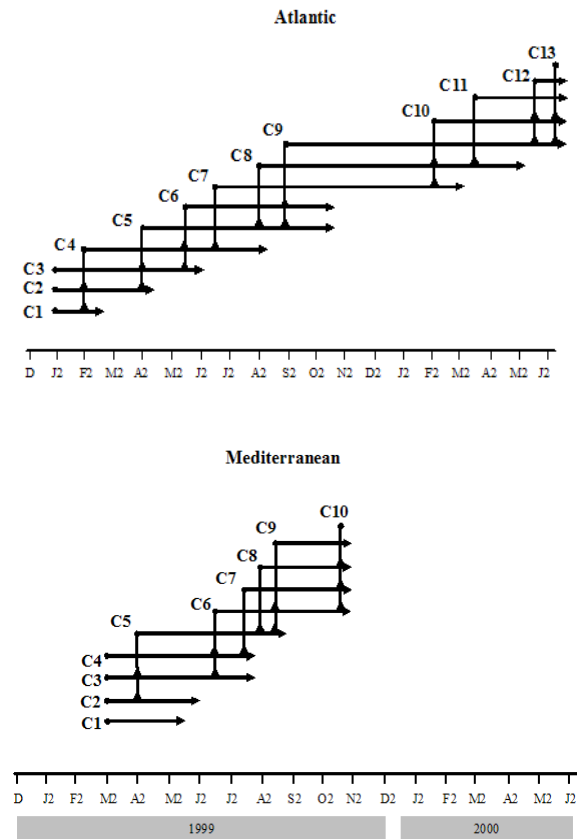 Atlantic
C13
C12
C11
C10
C9
C8
C7
C6
C5
C4
C3
C2
C1
D J2 F2 M2 A2 M2 J2 J2 A2 S2 O2 N2 D2 J2 F2 M2 A2 M2 J2
Mediterranean
C10
C9
C8
C7
C6
C5
C4
C3
C2
C1
D J2 F2 M2 A2 M2 J2 J2 A2 S2 O2 N2 D2 J2 F2 M2 A2 M2 J2
1999 2000